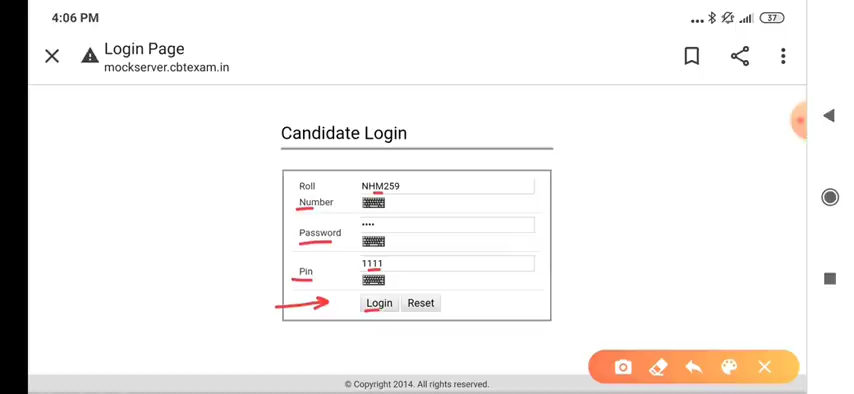 4:06 PM
37
Login Page
mockserver.cbtexam.in
Candidate Login
Roll Number
NHM259
Password
••••
Pin
1111
Login Reset
© Copyright 2014. All rights reserved.